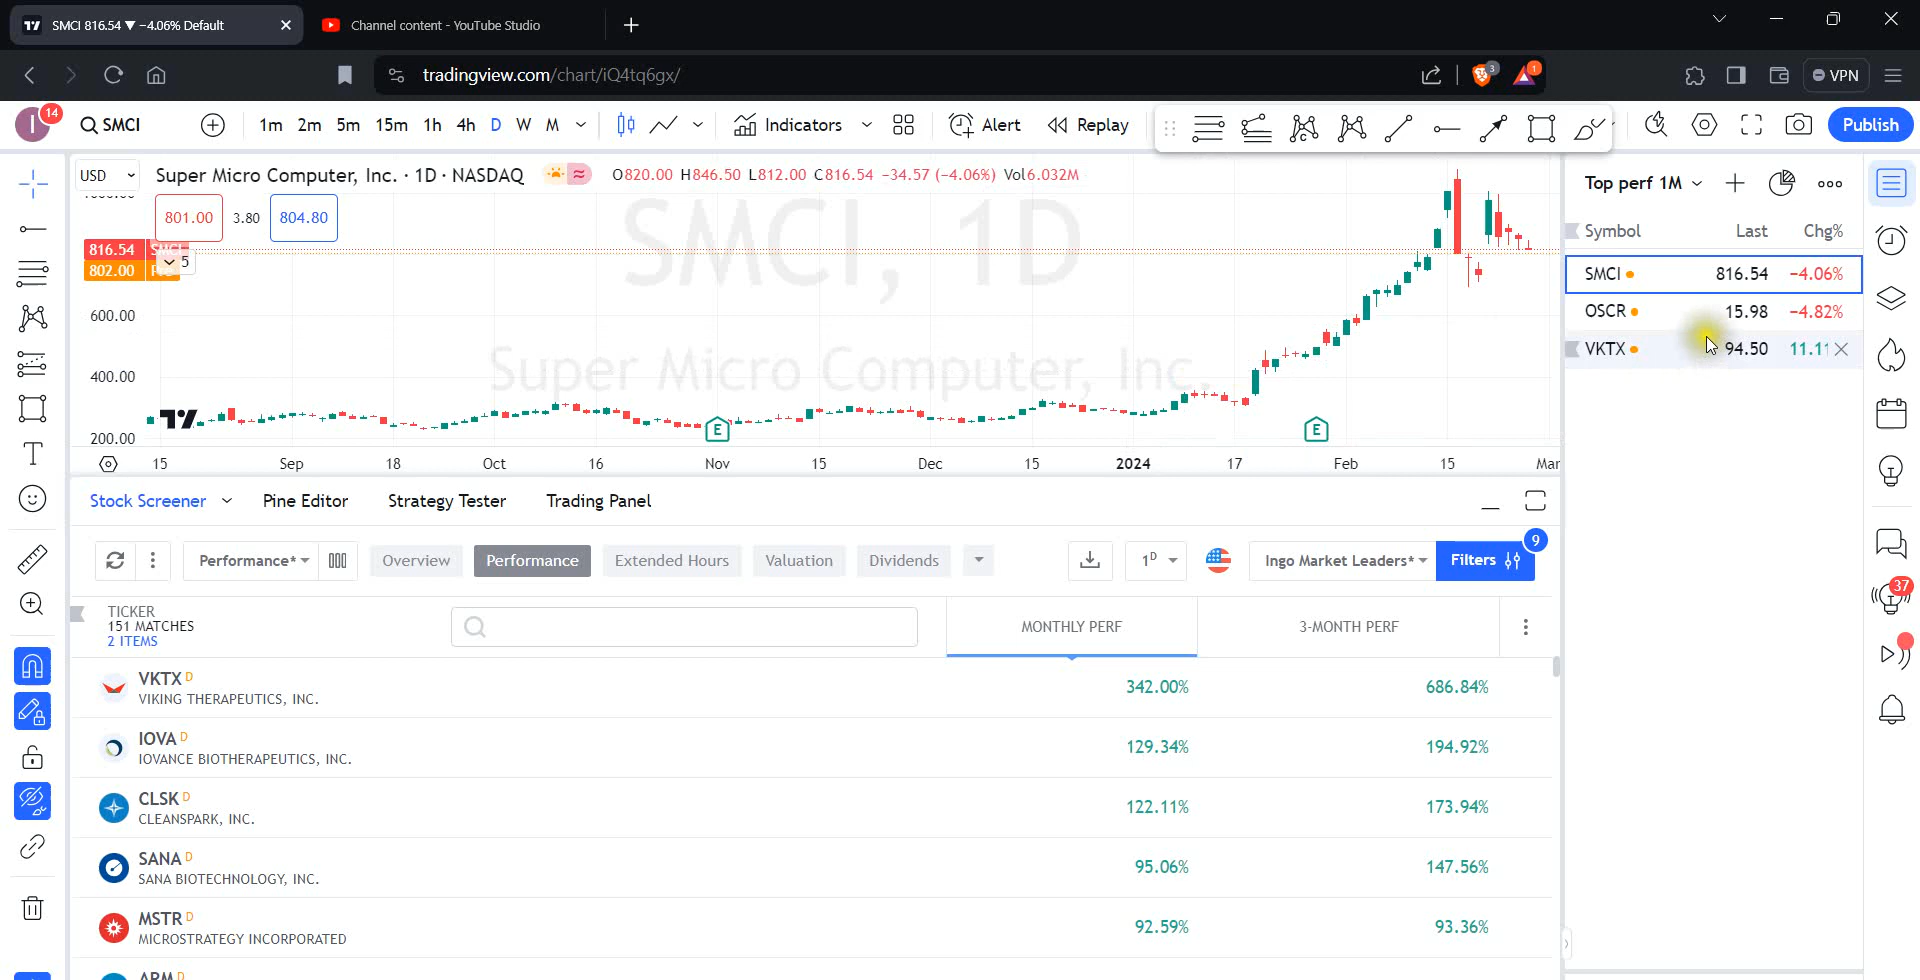 SMCI 816.54 ▼ −4.06% Default
Channel content - YouTube Studio
tradingview.com/chart/iQ4tq6gx/
3
1
VPN
I
14
SMCI
1m 2m 5m 15m 1h 4h D W M
Indicators
Alert
Replay
Publish
USD
Super Micro Computer, Inc. · 1D · NASDAQ
O820.00 H846.50 L812.00 C816.54 −34.57 (−4.06%) Vol6.032M
801.00 3.80 804.80
SMCI, 1D
Super Micro Computer, Inc.
816.54 SMCI
802.00
5
600.00
400.00
200.00
E
E
15 Sep 18 Oct 16 Nov 15 Dec 15 2024 17 Feb 15 Mar
Top perf 1M
Symbol Last Chg%
SMCI 816.54 −4.06%
OSCR 15.98 −4.82%
VKTX 94.50 11.11
Stock Screener Pine Editor Strategy Tester Trading Panel
Performance* Overview Performance Extended Hours Valuation Dividends
1D
Ingo Market Leaders*
Filters
9
TICKER
151 MATCHES
2 ITEMS
MONTHLY PERF 3-MONTH PERF
VKTX D
VIKING THERAPEUTICS, INC.
342.00% 686.84%
IOVA D
IOVANCE BIOTHERAPEUTICS, INC.
129.34% 194.92%
CLSK D
CLEANSPARK, INC.
122.11% 173.94%
SANA D
SANA BIOTECHNOLOGY, INC.
95.06% 147.56%
MSTR D
MICROSTRATEGY INCORPORATED
92.59% 93.36%
ARM D
37